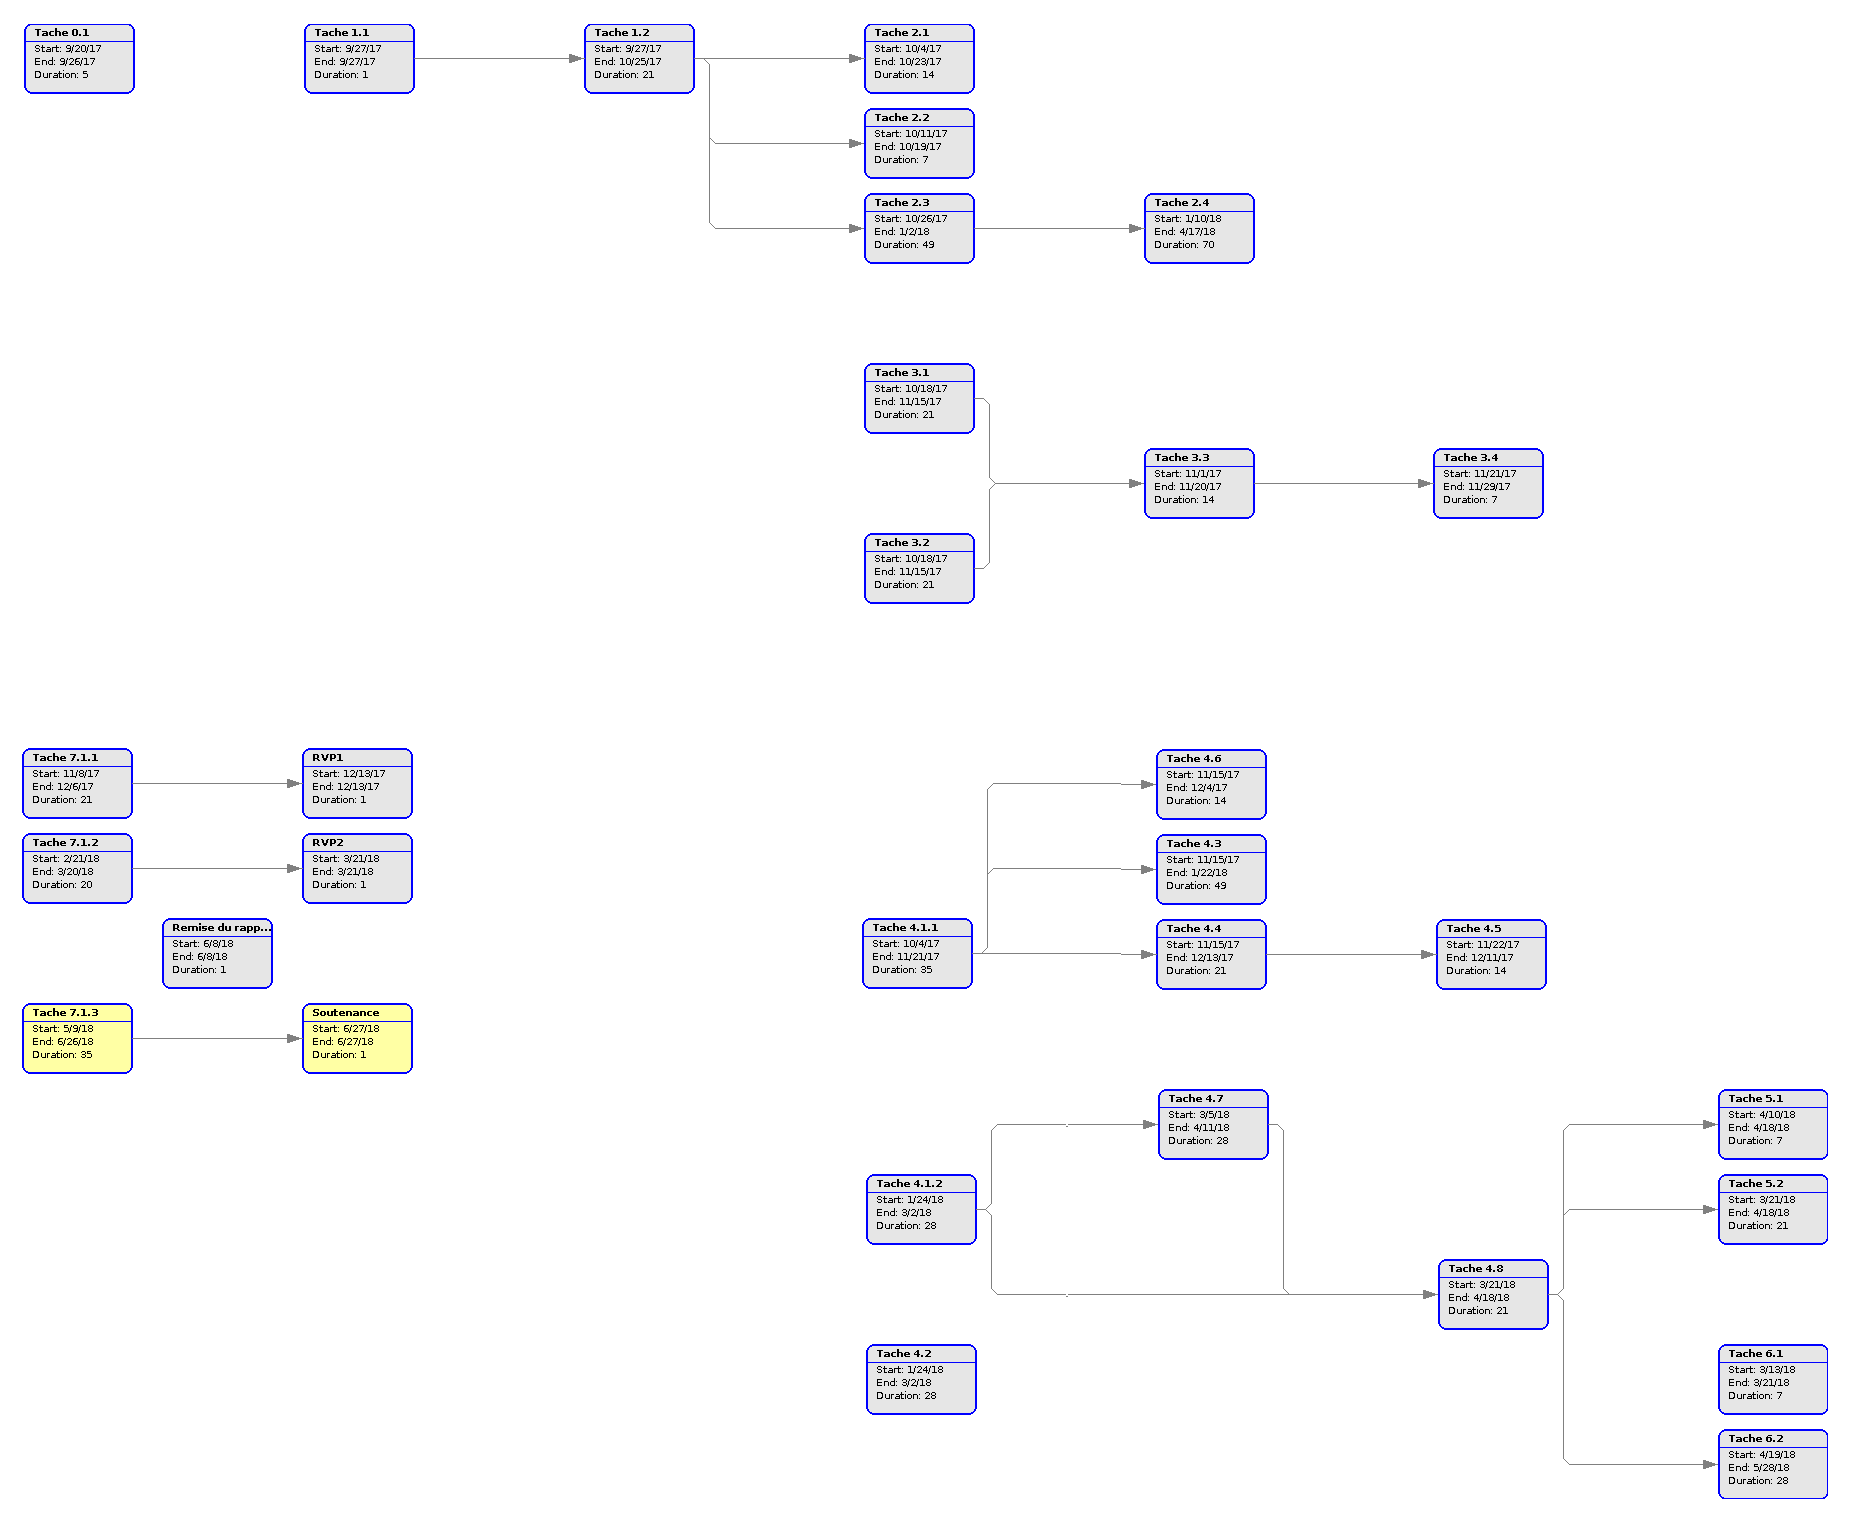 Tache 0.1
Start: 9/20/17
End: 9/26/17
Duration: 5
Tache 1.1
Start: 9/27/17
End: 9/27/17
Duration: 1
Tache 1.2
Start: 9/27/17
End: 10/25/17
Duration: 21
Tache 2.1
Start: 10/4/17
End: 10/23/17
Duration: 14
Tache 2.2
Start: 10/11/17
End: 10/19/17
Duration: 7
Tache 2.3
Start: 10/26/17
End: 1/2/18
Duration: 49
Tache 2.4
Start: 1/10/18
End: 4/17/18
Duration: 70
Tache 3.1
Start: 10/18/17
End: 11/15/17
Duration: 21
Tache 3.3
Start: 11/1/17
End: 11/20/17
Duration: 14
Tache 3.4
Start: 11/21/17
End: 11/29/17
Duration: 7
Tache 3.2
Start: 10/18/17
End: 11/15/17
Duration: 21
Tache 7.1.1
Start: 11/8/17
End: 12/6/17
Duration: 21
RVP1
Start: 12/13/17
End: 12/13/17
Duration: 1
Tache 4.6
Start: 11/15/17
End: 12/4/17
Duration: 14
Tache 7.1.2
Start: 2/21/18
End: 3/20/18
Duration: 20
RVP2
Start: 3/21/18
End: 3/21/18
Duration: 1
Tache 4.3
Start: 11/15/17
End: 1/22/18
Duration: 49
Remise du rapp...
Start: 6/8/18
End: 6/8/18
Duration: 1
Tache 4.1.1
Start: 10/4/17
End: 11/21/17
Duration: 35
Tache 4.4
Start: 11/15/17
End: 12/13/17
Duration: 21
Tache 4.5
Start: 11/22/17
End: 12/11/17
Duration: 14
Tache 7.1.3
Start: 5/9/18
End: 6/26/18
Duration: 35
Soutenance
Start: 6/27/18
End: 6/27/18
Duration: 1
Tache 4.7
Start: 3/5/18
End: 4/11/18
Duration: 28
Tache 5.1
Start: 4/10/18
End: 4/18/18
Duration: 7
Tache 4.1.2
Start: 1/24/18
End: 3/2/18
Duration: 28
Tache 5.2
Start: 3/21/18
End: 4/18/18
Duration: 21
Tache 4.8
Start: 3/21/18
End: 4/18/18
Duration: 21
Tache 4.2
Start: 1/24/18
End: 3/2/18
Duration: 28
Tache 6.1
Start: 3/13/18
End: 3/21/18
Duration: 7
Tache 6.2
Start: 4/19/18
End: 5/28/18
Duration: 28